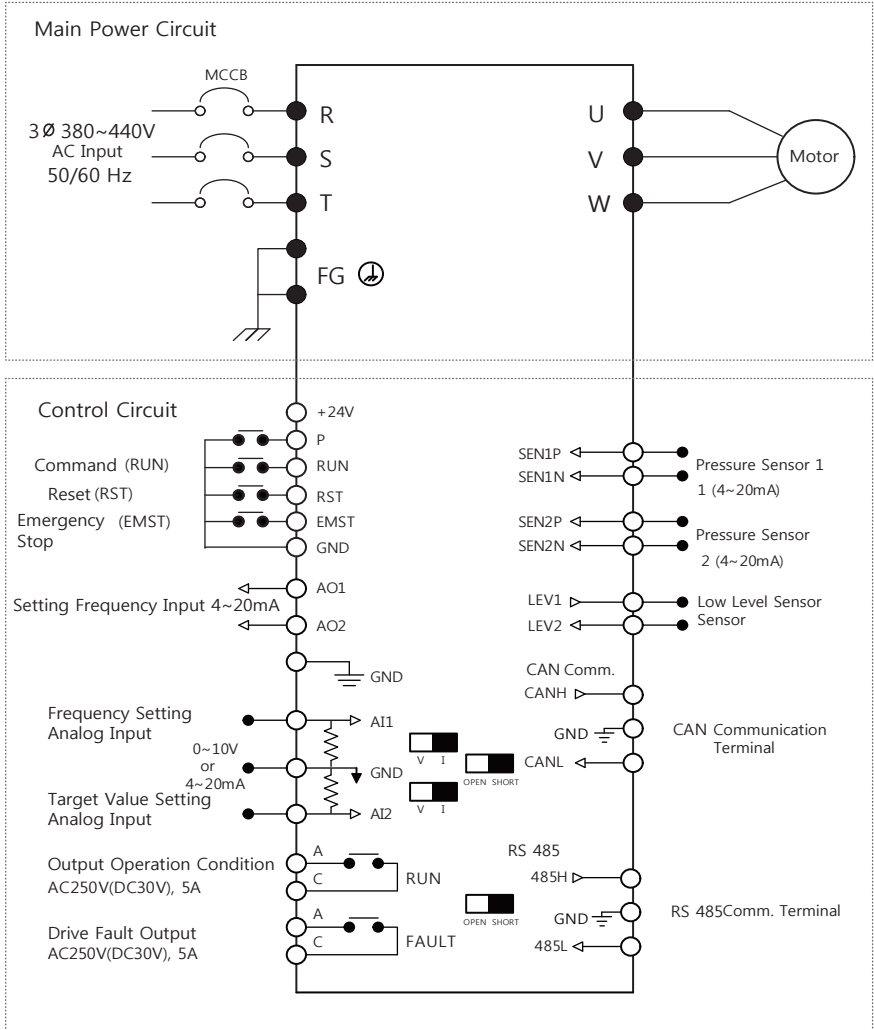 Main Power Circuit
MCCB
3Ø 380~440V
AC Input
50/60 Hz
R
S
T
FG
U
V
W
Motor
Control Circuit
+24V
P
Command (RUN)
RUN
Reset (RST)
RST
Emergency (EMST)
Stop
EMST
GND
Setting Frequency Input 4~20mA
AO1
AO2
GND
Frequency Setting
Analog Input
0~10V
or
4~20mA
Target Value Setting
Analog Input
AI1
GND
AI2
V I
V I
OPEN SHORT
Output Operation Condition
AC250V(DC30V), 5A
A
C
RUN
Drive Fault Output
AC250V(DC30V), 5A
A
C
FAULT
OPEN SHORT
SEN1P
SEN1N
Pressure Sensor 1
1 (4~20mA)
SEN2P
SEN2N
Pressure Sensor
2 (4~20mA)
LEV1
LEV2
Low Level Sensor
Sensor
CAN Comm.
CANH
GND
CANL
CAN Communication
Terminal
RS 485
485H
GND
485L
RS 485Comm. Terminal